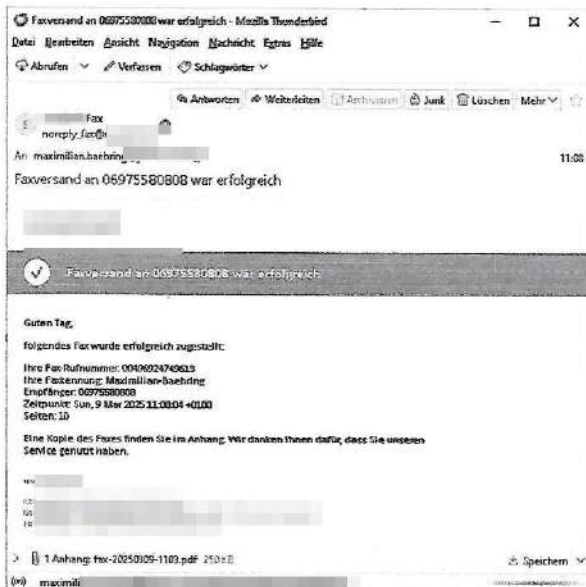 Faxversand an 06975580808 war erfolgreich - Mozilla Thunderbird
Datei Bearbeiten Ansicht Navigation Nachricht Extras Hilfe
Abrufen Verfassen Schlagwörter
Antworten Weiterleiten Archivieren Junk Löschen Mehr
Fax
noreply_fax@
An maximilian.baehring 11:08
Faxversand an 06975580808 war erfolgreich
Faxversand an 06975580808 war erfolgreich
Guten Tag,
folgendes Fax wurde erfolgreich zugestellt:
Ihre Fax-Rufnummer: 00496924749613
Ihre Faxkennung: Maximilian-Baehring
Empfänger: 06975580808
Zeitpunkt: Sun, 9 Mar 2025 11:08:04 +0100
Seiten: 10
Eine Kopie des Faxes finden Sie im Anhang. Wir danken Ihnen dafür, dass Sie unseren
Service genutzt haben.
1 Anhang: fax-20250309-1103.pdf 250 kB Speichern
maximili